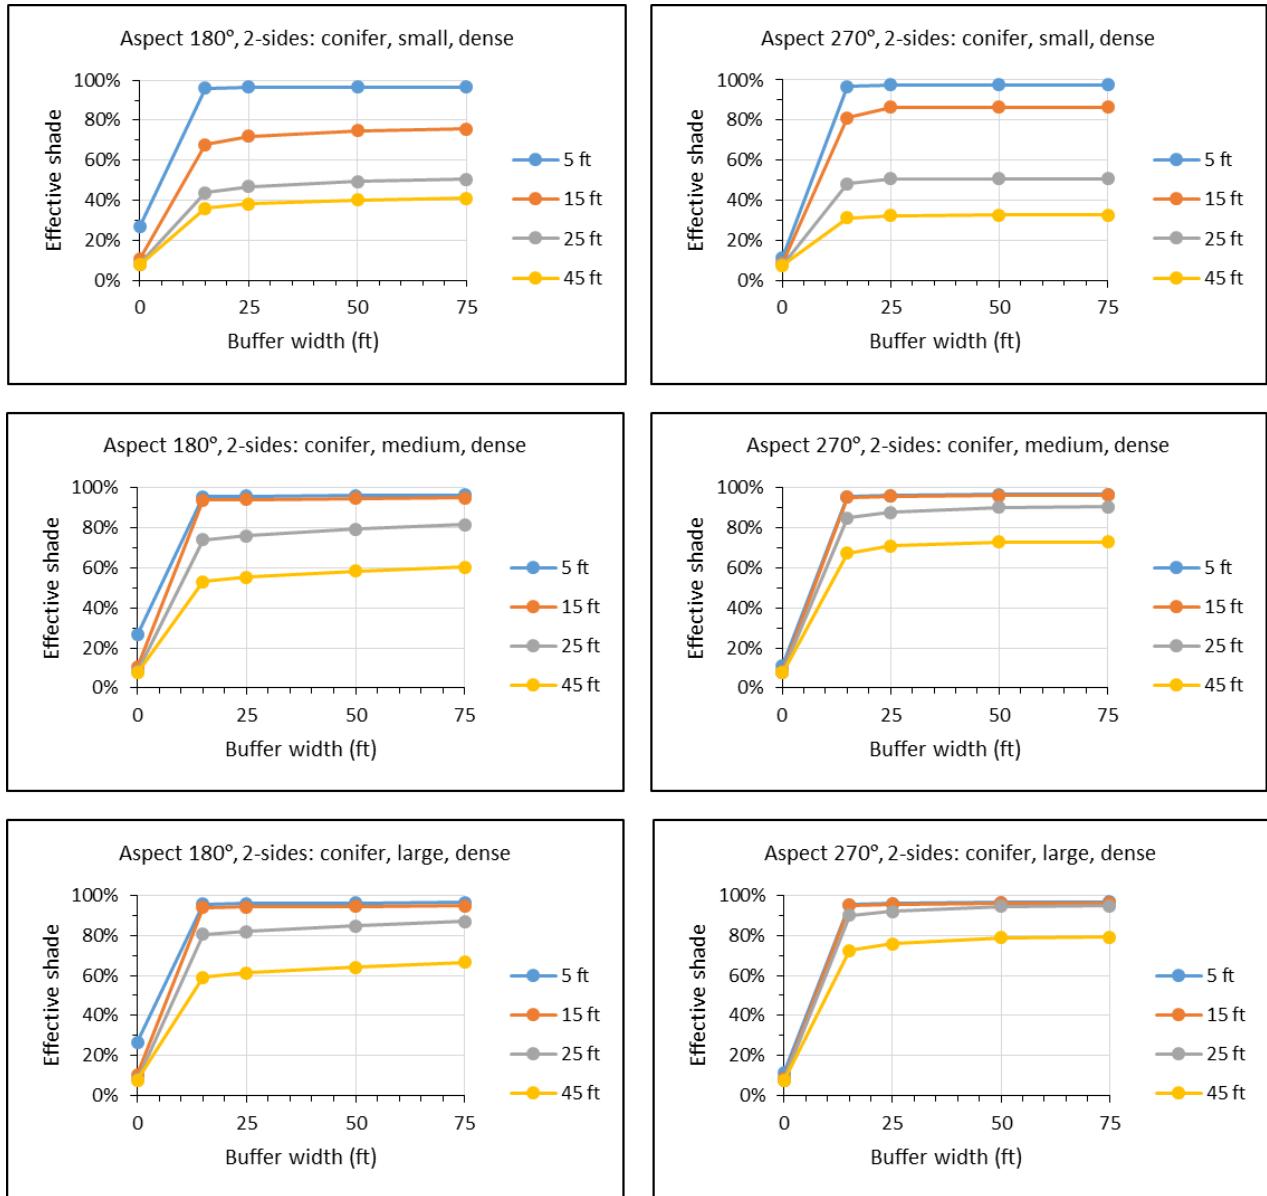 Aspect 180°, 2-sides: conifer, small, dense
100%
80%
60%
40%
20%
0%
Effective shade
0 25 50 75
Buffer width (ft)
5 ft
15 ft
25 ft
45 ft
Aspect 270°, 2-sides: conifer, small, dense
100%
80%
60%
40%
20%
0%
Effective shade
0 25 50 75
Buffer width (ft)
5 ft
15 ft
25 ft
45 ft
Aspect 180°, 2-sides: conifer, medium, dense
100%
80%
60%
40%
20%
0%
Effective shade
0 25 50 75
Buffer width (ft)
5 ft
15 ft
25 ft
45 ft
Aspect 270°, 2-sides: conifer, medium, dense
100%
80%
60%
40%
20%
0%
Effective shade
0 25 50 75
Buffer width (ft)
5 ft
15 ft
25 ft
45 ft
Aspect 180°, 2-sides: conifer, large, dense
100%
80%
60%
40%
20%
0%
Effective shade
0 25 50 75
Buffer width (ft)
5 ft
15 ft
25 ft
45 ft
Aspect 270°, 2-sides: conifer, large, dense
100%
80%
60%
40%
20%
0%
Effective shade
0 25 50 75
Buffer width (ft)
5 ft
15 ft
25 ft
45 ft